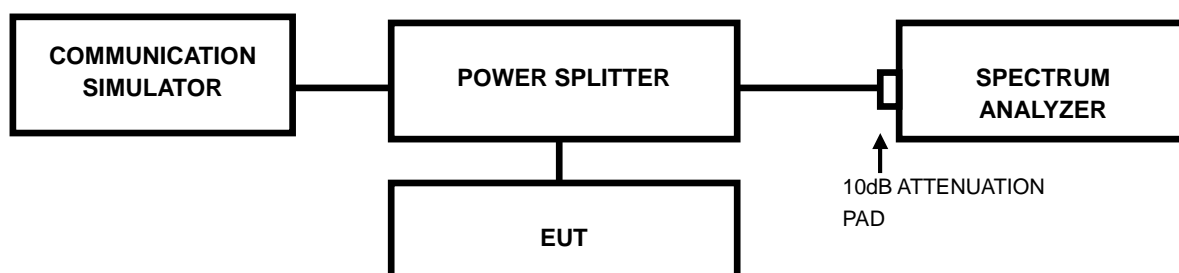 COMMUNICATION
SIMULATOR
POWER SPLITTER
SPECTRUM
ANALYZER
10dB ATTENUATION
PAD
EUT